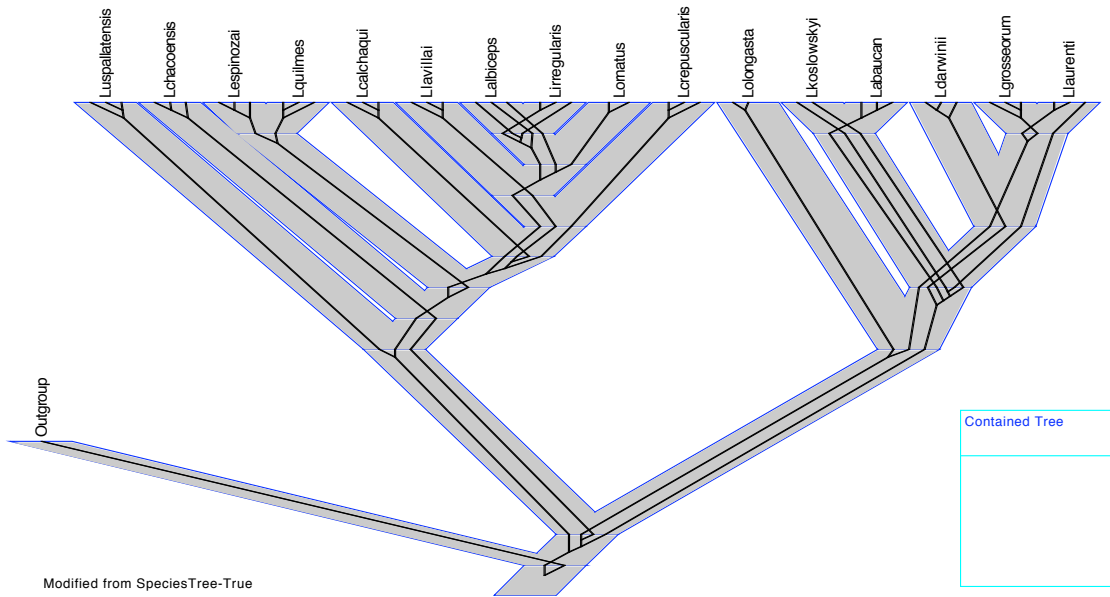 Luspallatensis
Lchacoensis
Lespinozai
Lquilmes
Lcalchaqui
Llavillai
Lalbiceps
Lirregularis
Lornatus
Lcrepuscularis
Lolongasta
Lkoslowskyi
Labaucan
Ldarwinii
Lgrosseorum
Llaurenti
Outgroup
Contained Tree
Modified from SpeciesTree-True